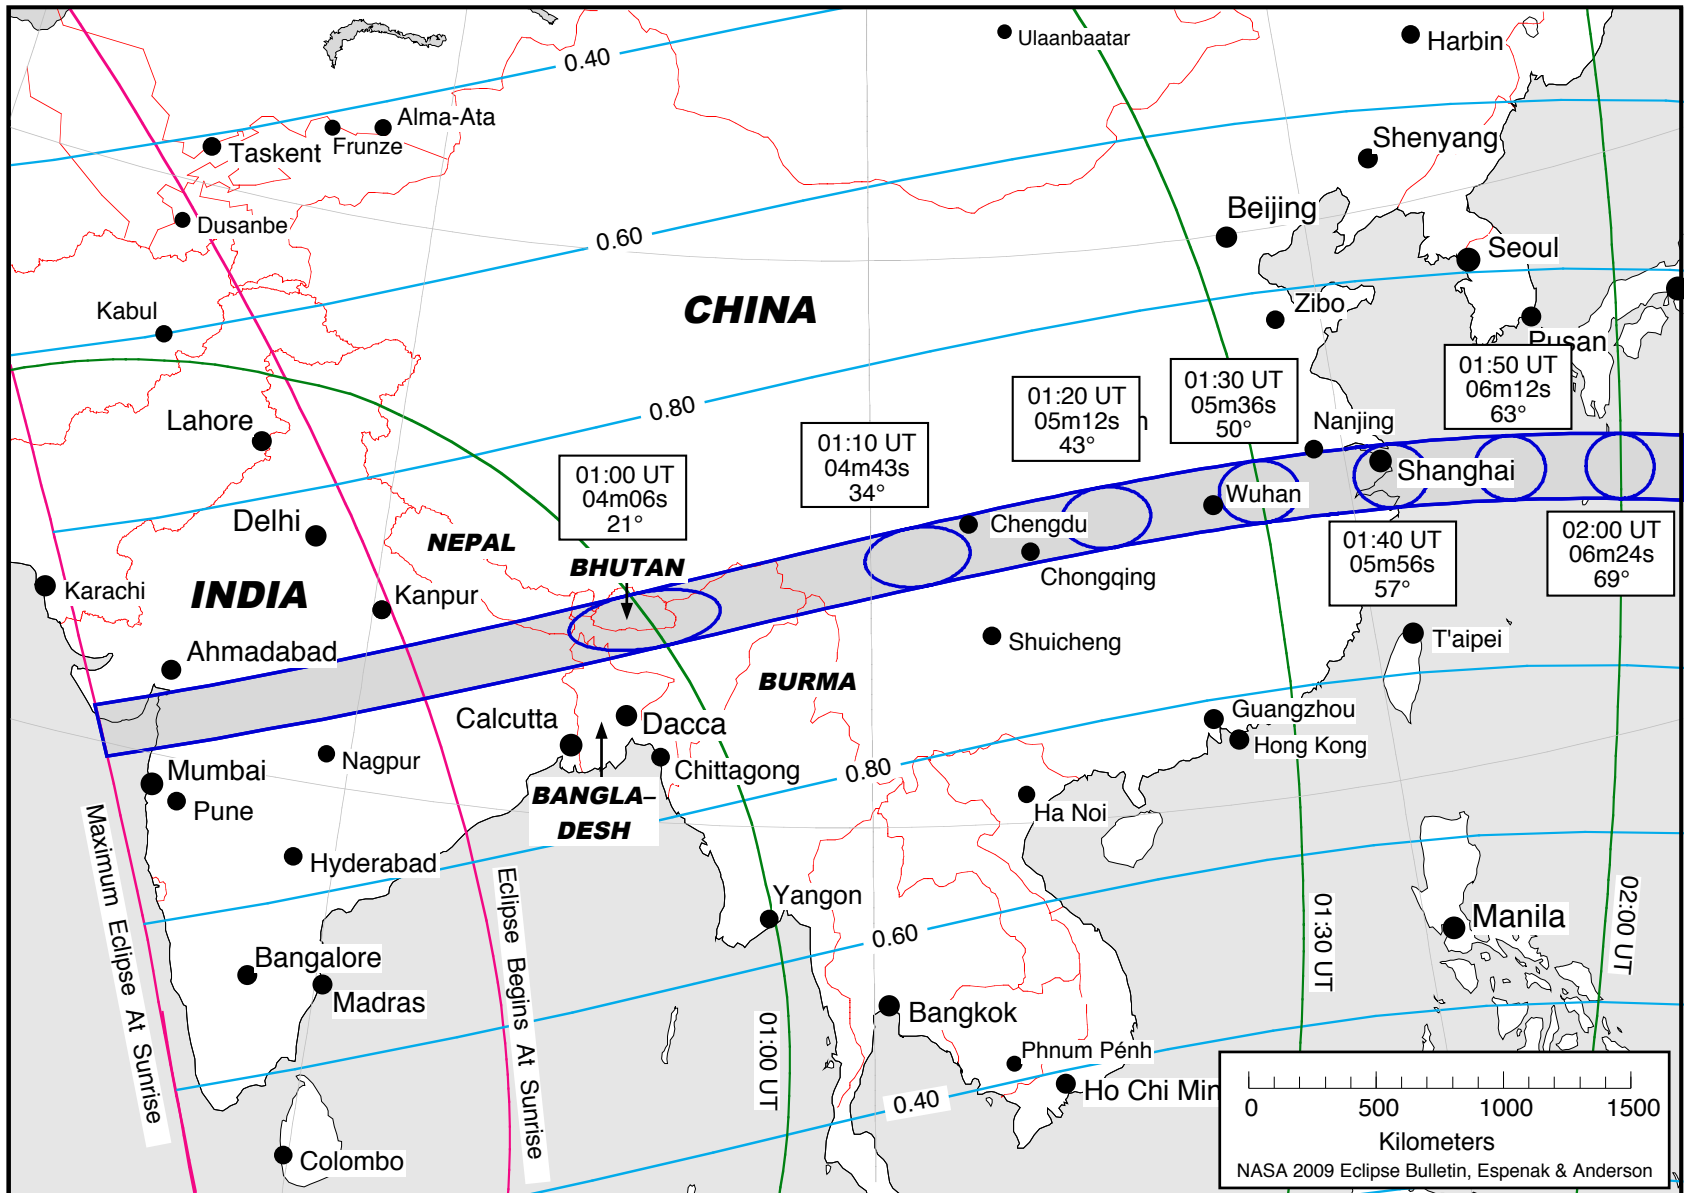 Ulaanbaatar
Harbin
0.40
Alma-Ata
Frunze
Taskent
Shenyang
Dusanbe
Beijing
0.60
Seoul
Kabul
CHINA
Zibo
Pusan
01:50 UT
06m12s
63°
01:30 UT
05m36s
50°
01:20 UT
05m12s
43°
0.80
Lahore
Nanjing
01:10 UT
04m43s
34°
01:00 UT
04m06s
21°
Shanghai
Wuhan
Delhi
NEPAL
Chengdu
01:40 UT
05m56s
57°
02:00 UT
06m24s
69°
BHUTAN
Chongqing
Karachi
INDIA
Kanpur
Shuicheng
T'aipei
Ahmadabad
BURMA
Calcutta
Dacca
Guangzhou
Hong Kong
Nagpur
Mumbai
Chittagong
0.80
Pune
BANGLA–
DESH
Ha Noi
Hyderabad
Maximum Eclipse At Sunrise
Eclipse Begins At Sunrise
Yangon
0.60
01:30 UT
02:00 UT
Manila
Bangalore
Madras
Bangkok
01:00 UT
Phnum Pénh
Ho Chi Min
0.40
Colombo
0 500 1000 1500
Kilometers
NASA 2009 Eclipse Bulletin, Espenak & Anderson